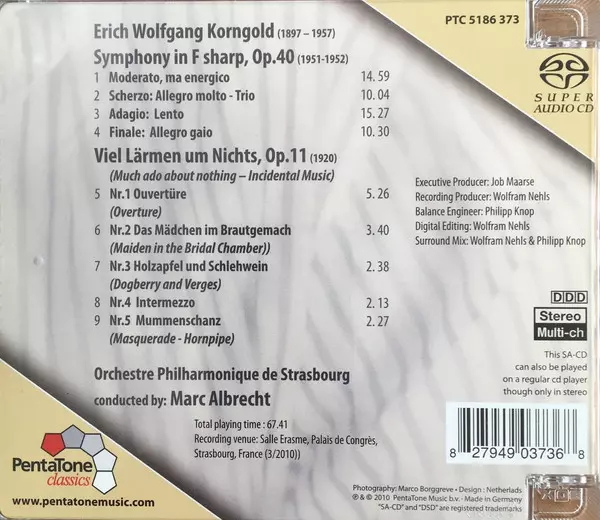 Erich Wolfgang Korngold (1897 – 1957)
PTC 5186 373
Symphony in F sharp, Op.40 (1951-1952)
1 Moderato, ma energico 14.59
2 Scherzo: Allegro molto - Trio 10.04
3 Adagio: Lento 15.27
4 Finale: Allegro gaio 10.30
SUPER AUDIO CD
Viel Lärmen um Nichts, Op.11 (1920)
(Much ado about nothing – Incidental Music)
5 Nr.1 Ouvertüre 5.26
(Overture)
6 Nr.2 Das Mädchen im Brautgemach 3.40
(Maiden in the Bridal Chamber))
7 Nr.3 Holzapfel und Schlehwein 2.38
(Dogberry and Verges)
8 Nr.4 Intermezzo 2.13
9 Nr.5 Mummenschanz 2.27
(Masquerade - Hornpipe)
Executive Producer: Job Maarse
Recording Producer: Wolfram Nehls
Balance Engineer: Philipp Knop
Digital Editing: Wolfram Nehls
Surround Mix: Wolfram Nehls & Philipp Knop
DDD
Stereo
Multi-ch
This SA-CD
can also be played
on a regular cd player
though only in stereo
Orchestre Philharmonique de Strasbourg
conducted by: Marc Albrecht
Total playing time : 67.41
Recording venue: Salle Erasme, Palais de Congrès,
Strasbourg, France (3/2010))
8 27949 03736 8
PentaTone
classics
www.pentatonemusic.com
Photography: Marco Borggreve • Design : Netherlads
℗ & © 2010 PentaTone Music b.v. · Made in Germany
"SA-CD" and "DSD" are registered trademarks